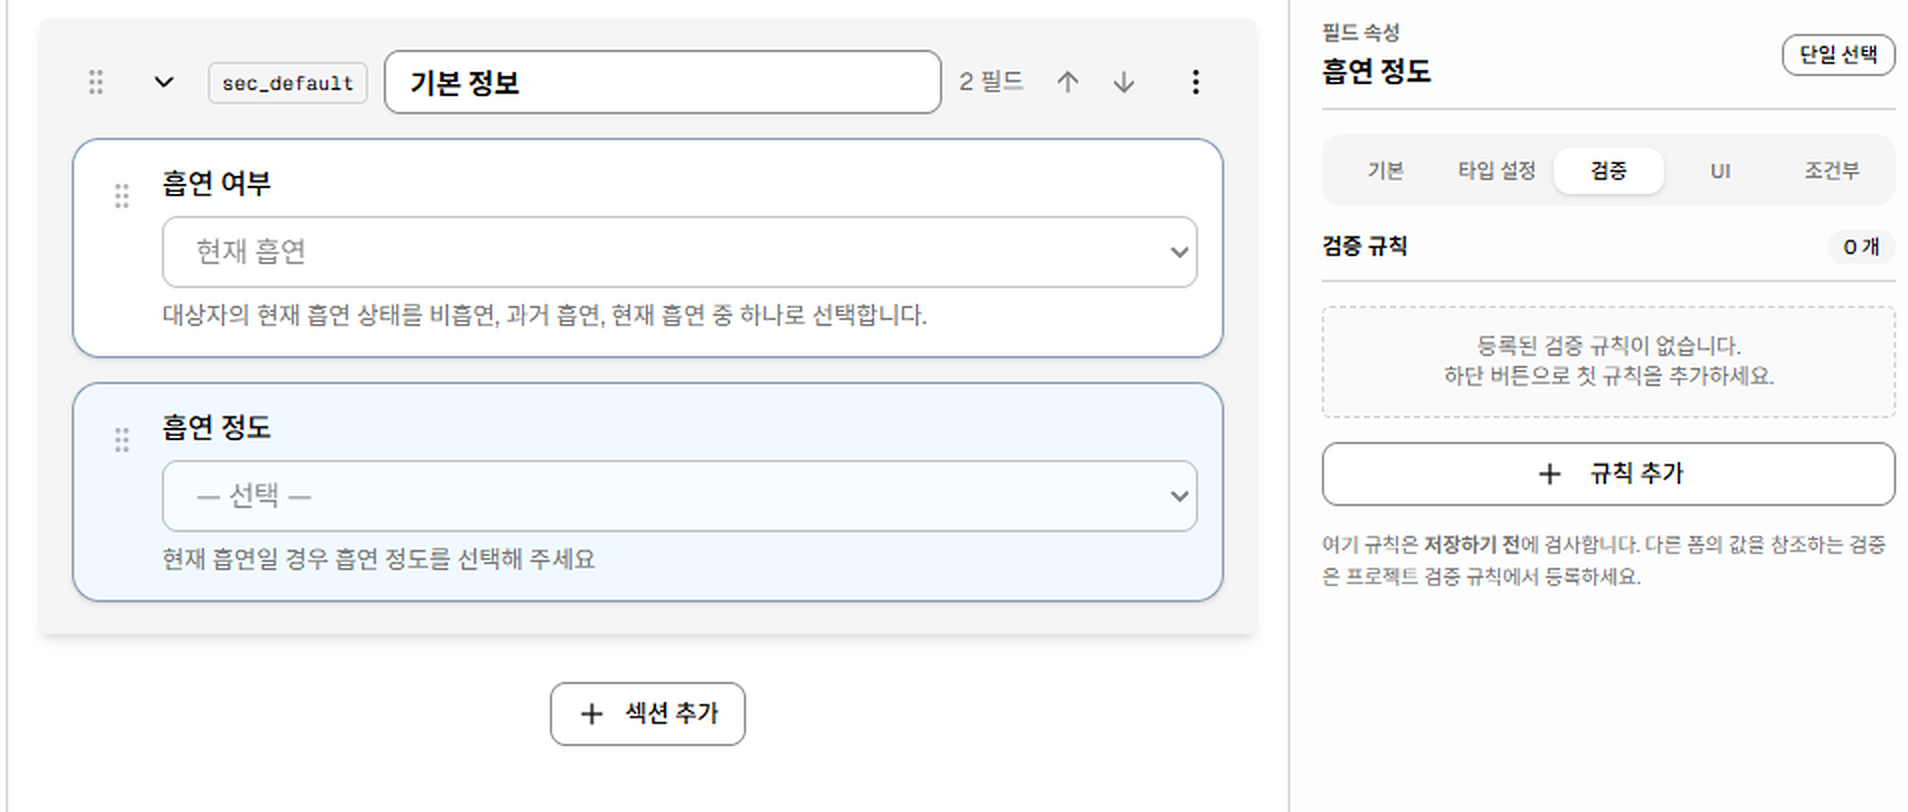 sec_default
기본 정보
2 필드
흡연 여부
현재 흡연
대상자의 현재 흡연 상태를 비흡연, 과거 흡연, 현재 흡연 중 하나로 선택합니다.
흡연 정도
— 선택 —
현재 흡연일 경우 흡연 정도를 선택해 주세요
섹션 추가
필드 속성
흡연 정도
단일 선택
기본 타입 설정 검증 UI 조건부
검증 규칙
0 개
등록된 검증 규칙이 없습니다.
하단 버튼으로 첫 규칙을 추가하세요.
규칙 추가
여기 규칙은 저장하기 전에 검사합니다. 다른 폼의 값을 참조하는 검증
은 프로젝트 검증 규칙에서 등록하세요.